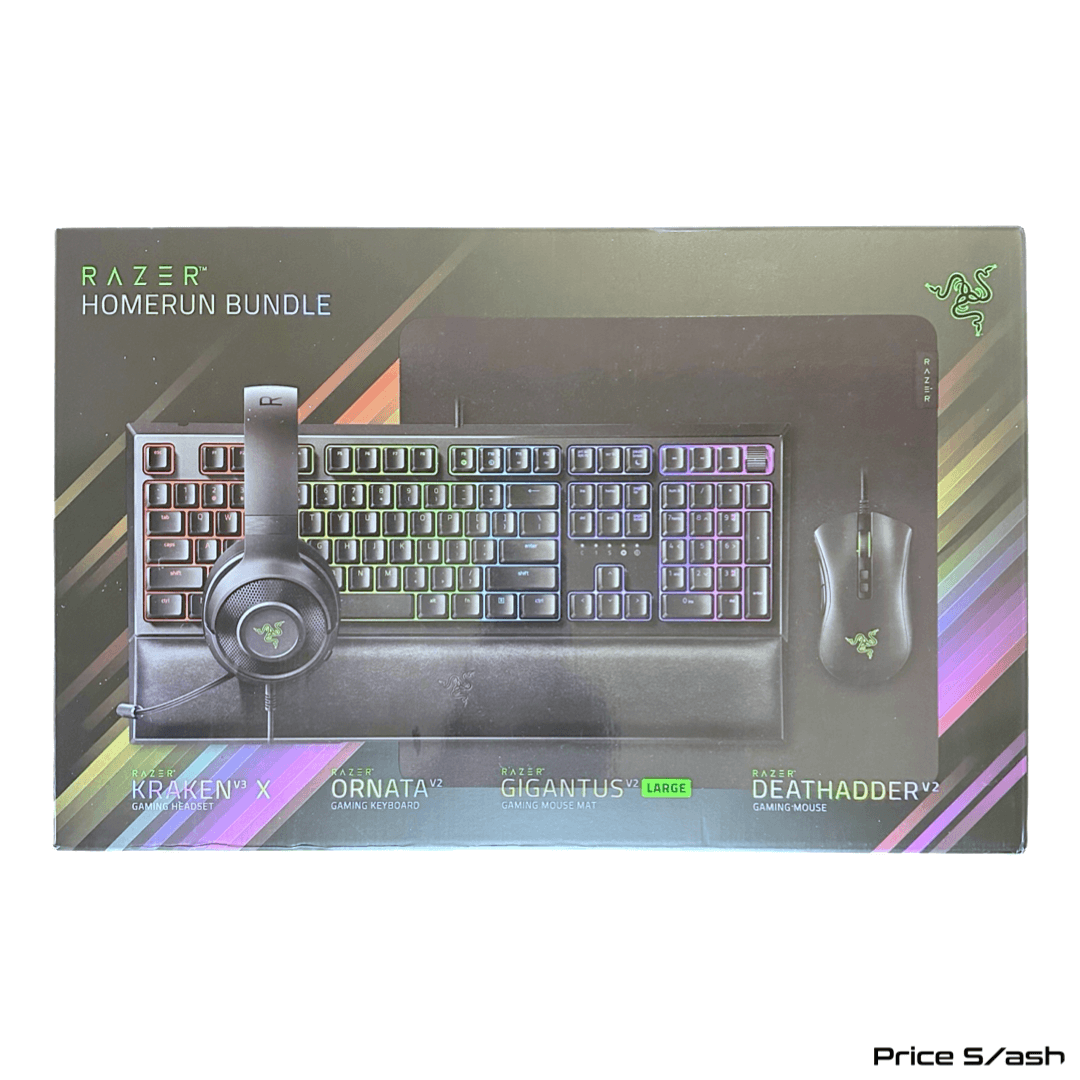 RAZER™
HOMERUN BUNDLE
RAZER
R
RAZER
KRAKEN V3 X
GAMING HEADSET
RAZER
ORNATA V2
GAMING KEYBOARD
RAZER
GIGANTUS V2 LARGE
GAMING MOUSE MAT
RAZER
DEATHADDER V2
GAMING MOUSE
Price S/ash